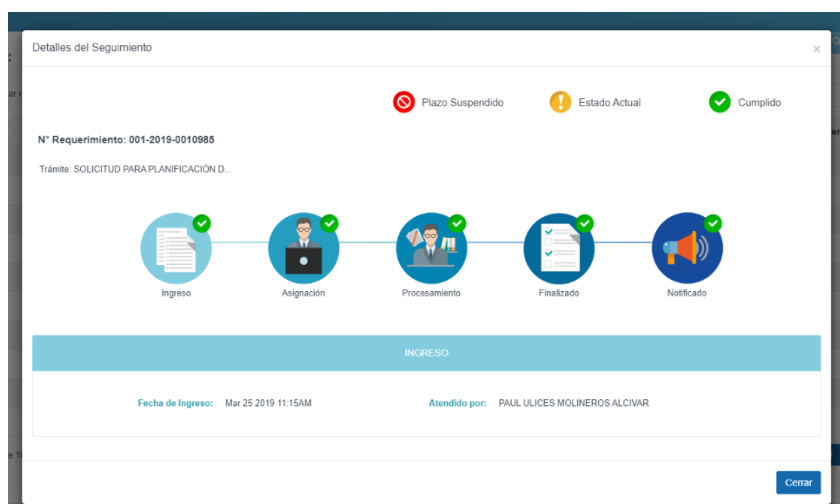 Detalles del Seguimiento
×
Plazo Suspendido
Estado Actual
Cumplido
N° Requerimiento: 001-2019-0010985
Trámite: SOLICITUD PARA PLANIFICACIÓN D...
Ingreso
Asignación
Procesamiento
Finalizado
Notificado
INGRESO
Fecha de Ingreso: Mar 25 2019 11:15AM
Atendido por: PAUL ULICES MOLINEROS ALCIVAR
Cerrar